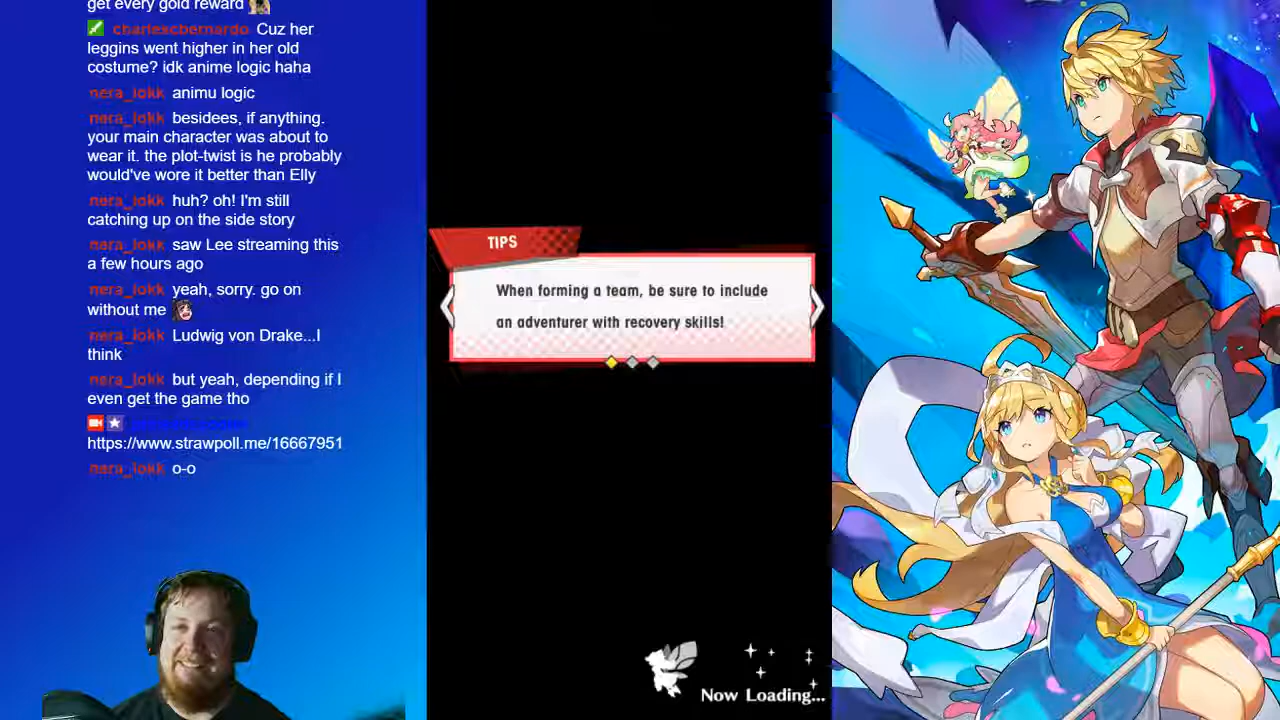 get every gold reward
charlescbernardo Cuz her
leggins went higher in her old
costume? idk anime logic haha
nera_lokk animu logic
nera_lokk besidees, if anything.
your main character was about to
wear it. the plot-twist is he probably
would've wore it better than Elly
nera_lokk huh? oh! I'm still
catching up on the side story
nera_lokk saw Lee streaming this
a few hours ago
nera_lokk yeah, sorry. go on
without me
nera_lokk Ludwig von Drake...I
think
nera_lokk but yeah, depending if I
even get the game tho
https://www.strawpoll.me/16667951
nera_lokk o-o
TIPS
When forming a team, be sure to include
an adventurer with recovery skills!
Now Loading...